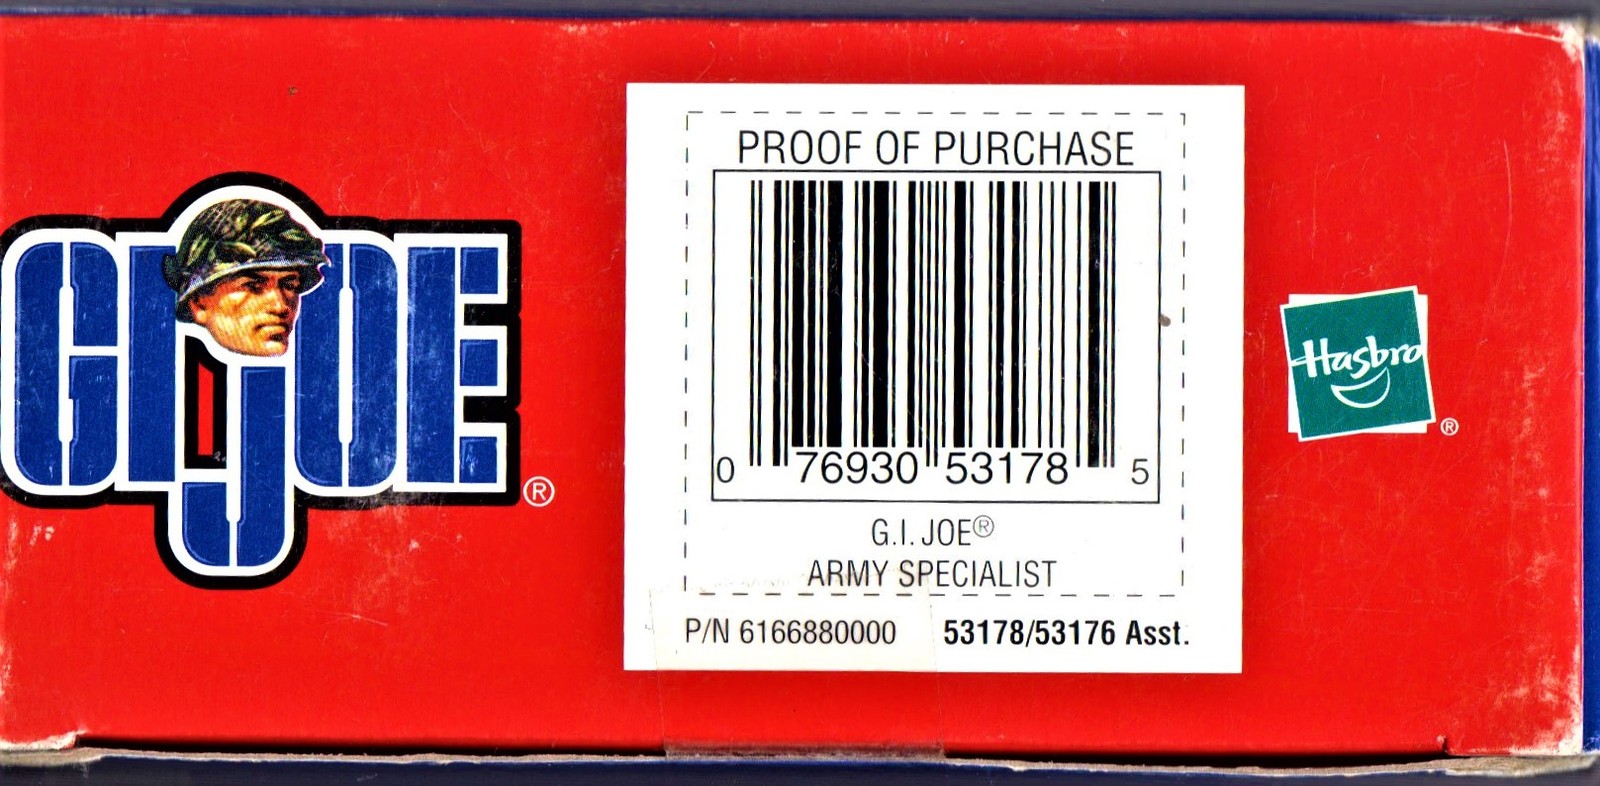 GI JOE®
PROOF OF PURCHASE
0 76930 53178 5
G.I. JOE®
ARMY SPECIALIST
P/N 6166880000 53178/53176 Asst.
Hasbro®